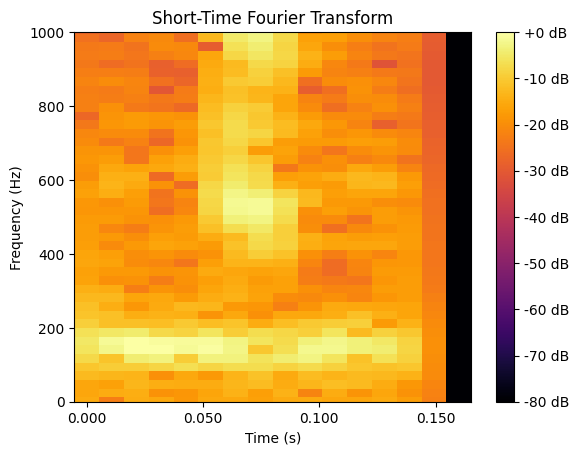 Short-Time Fourier Transform
1000
800
600
400
200
0
Frequency (Hz)
0.000
0.050
0.100
0.150
Time (s)
+0 dB
-10 dB
-20 dB
-30 dB
-40 dB
-50 dB
-60 dB
-70 dB
-80 dB